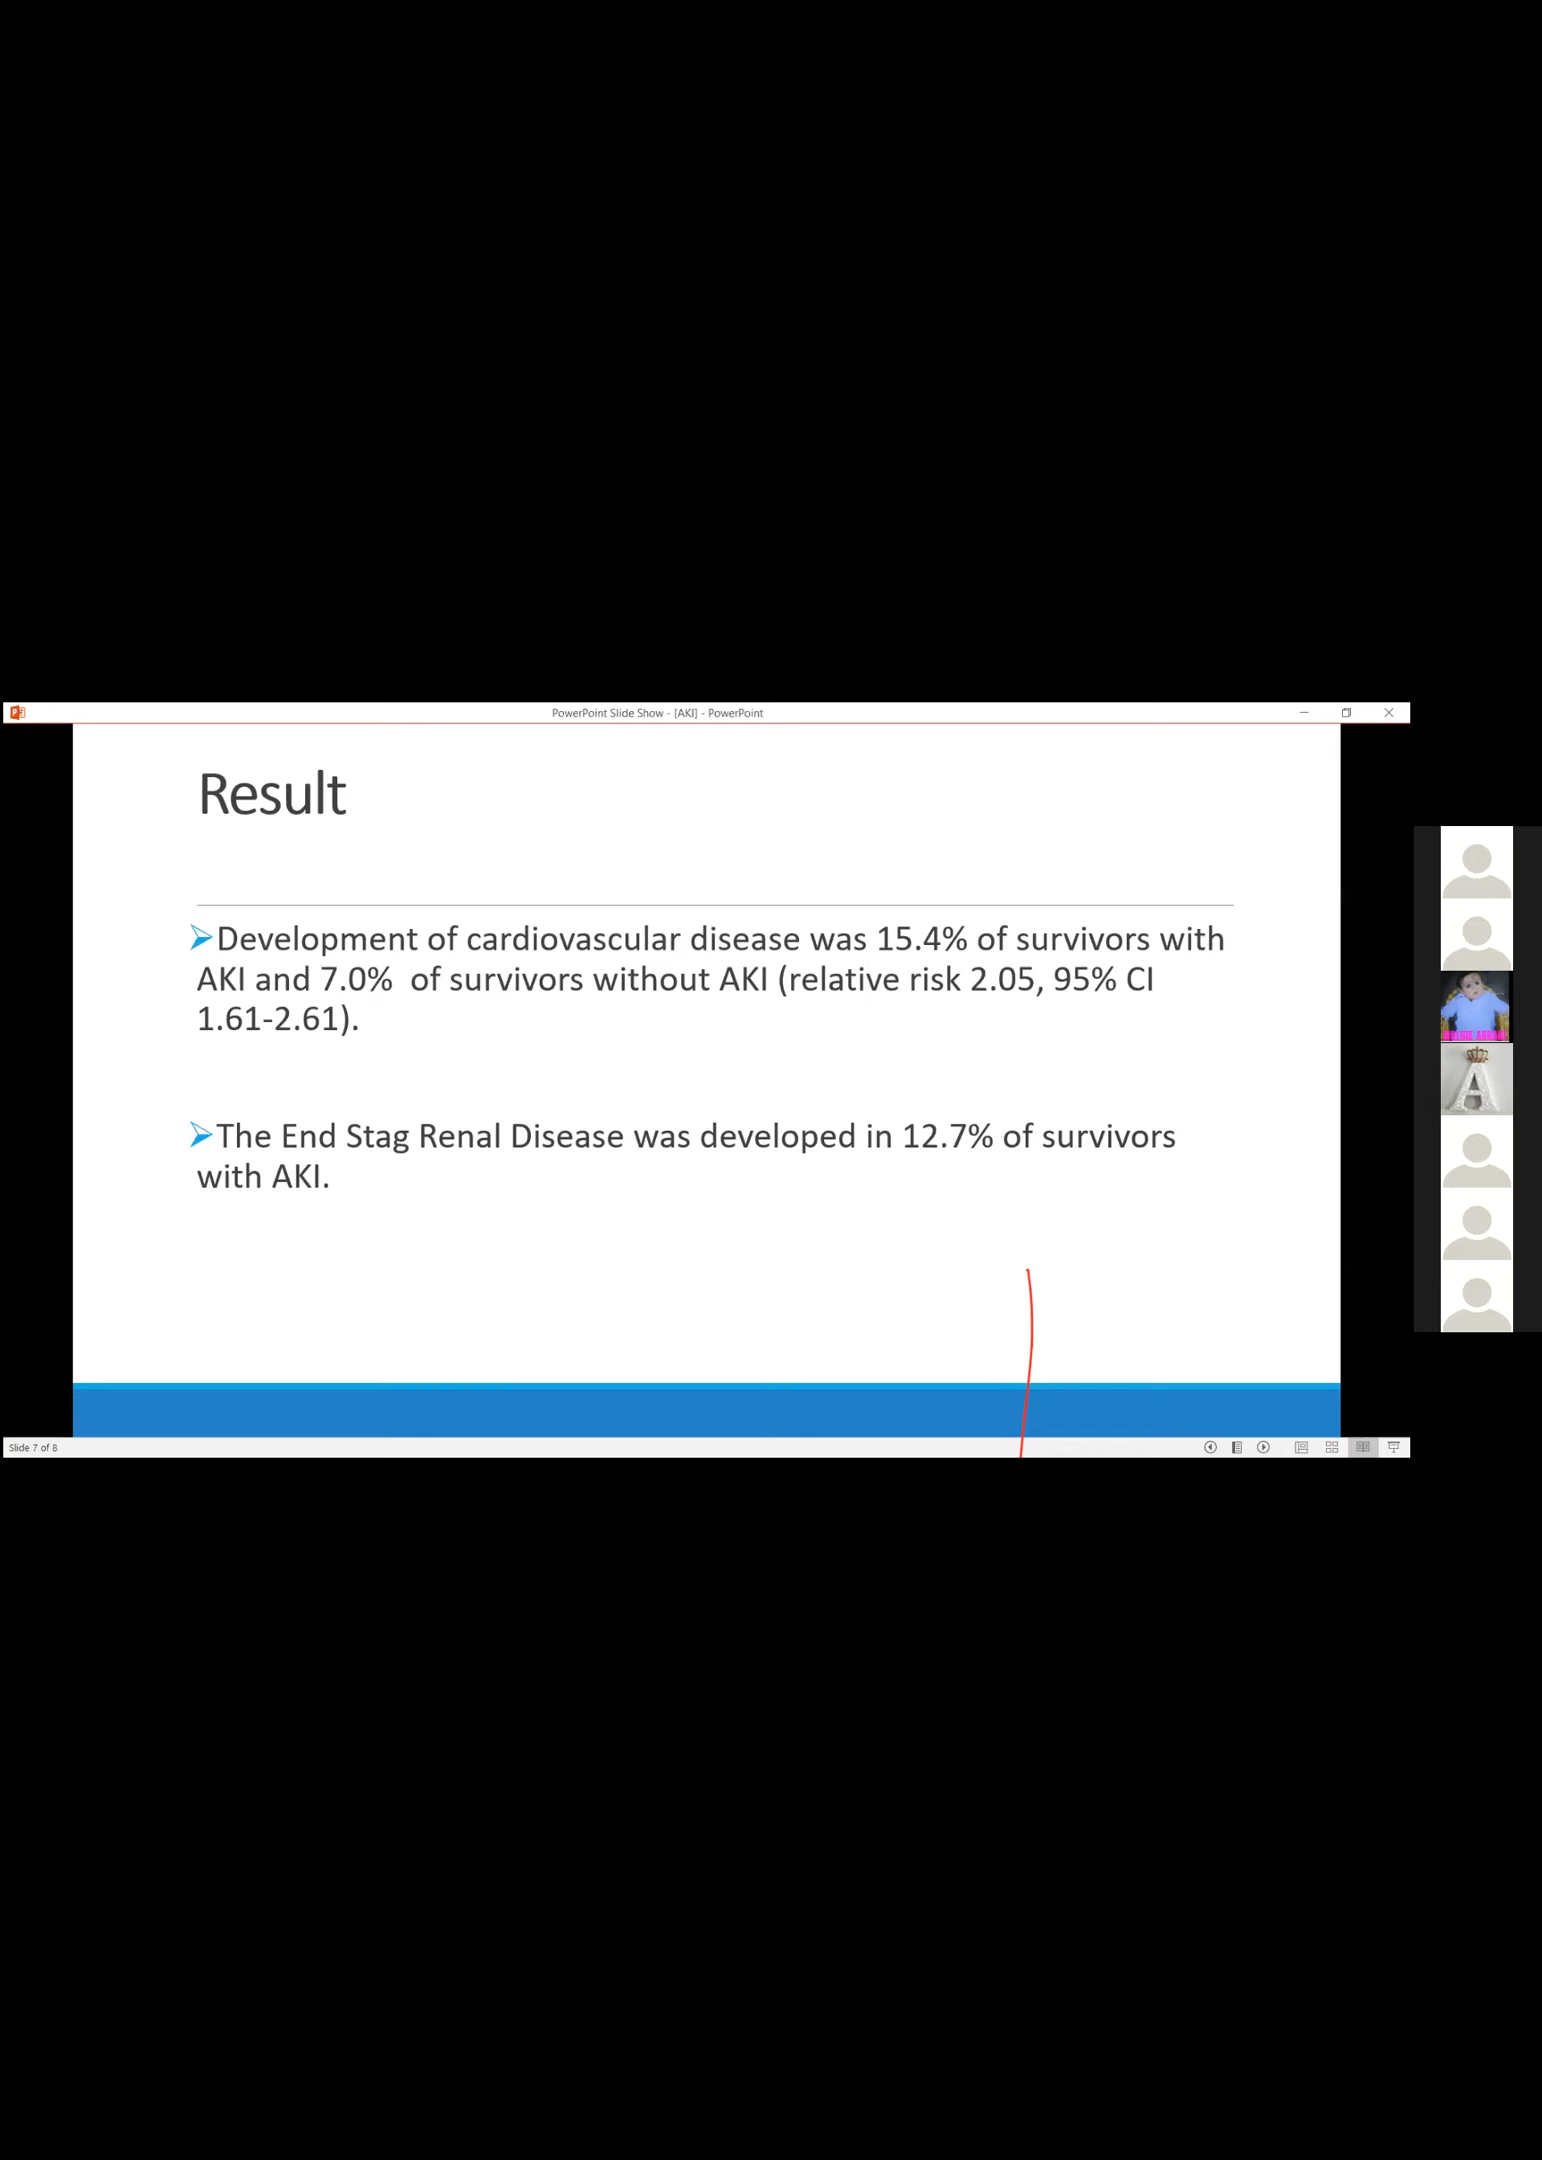 PowerPoint Slide Show - [AKI] - PowerPoint
Result
➢Development of cardiovascular disease was 15.4% of survivors with
AKI and 7.0%  of survivors without AKI (relative risk 2.05, 95% CI
1.61-2.61).
➢The End Stag Renal Disease was developed in 12.7% of survivors
with AKI.
Slide 7 of 8
A